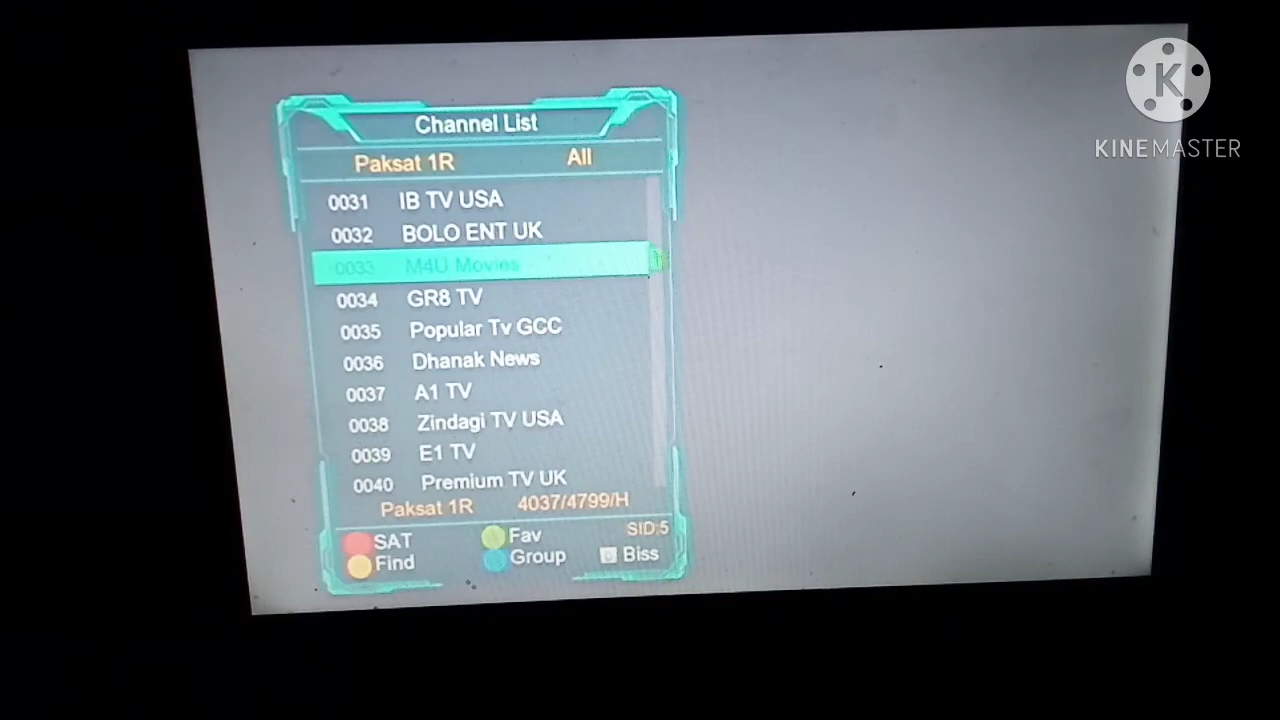 K
KINEMASTER
Channel List
Paksat 1R All
0031 IB TV USA
0032 BOLO ENT UK
0033 M4U Movies
0034 GR8 TV
0035 Popular Tv GCC
0036 Dhanak News
0037 A1 TV
0038 Zindagi TV USA
0039 E1 TV
0040 Premium TV UK
Paksat 1R 4037/4799/H
SID:5
SAT Fav
Find Group Biss